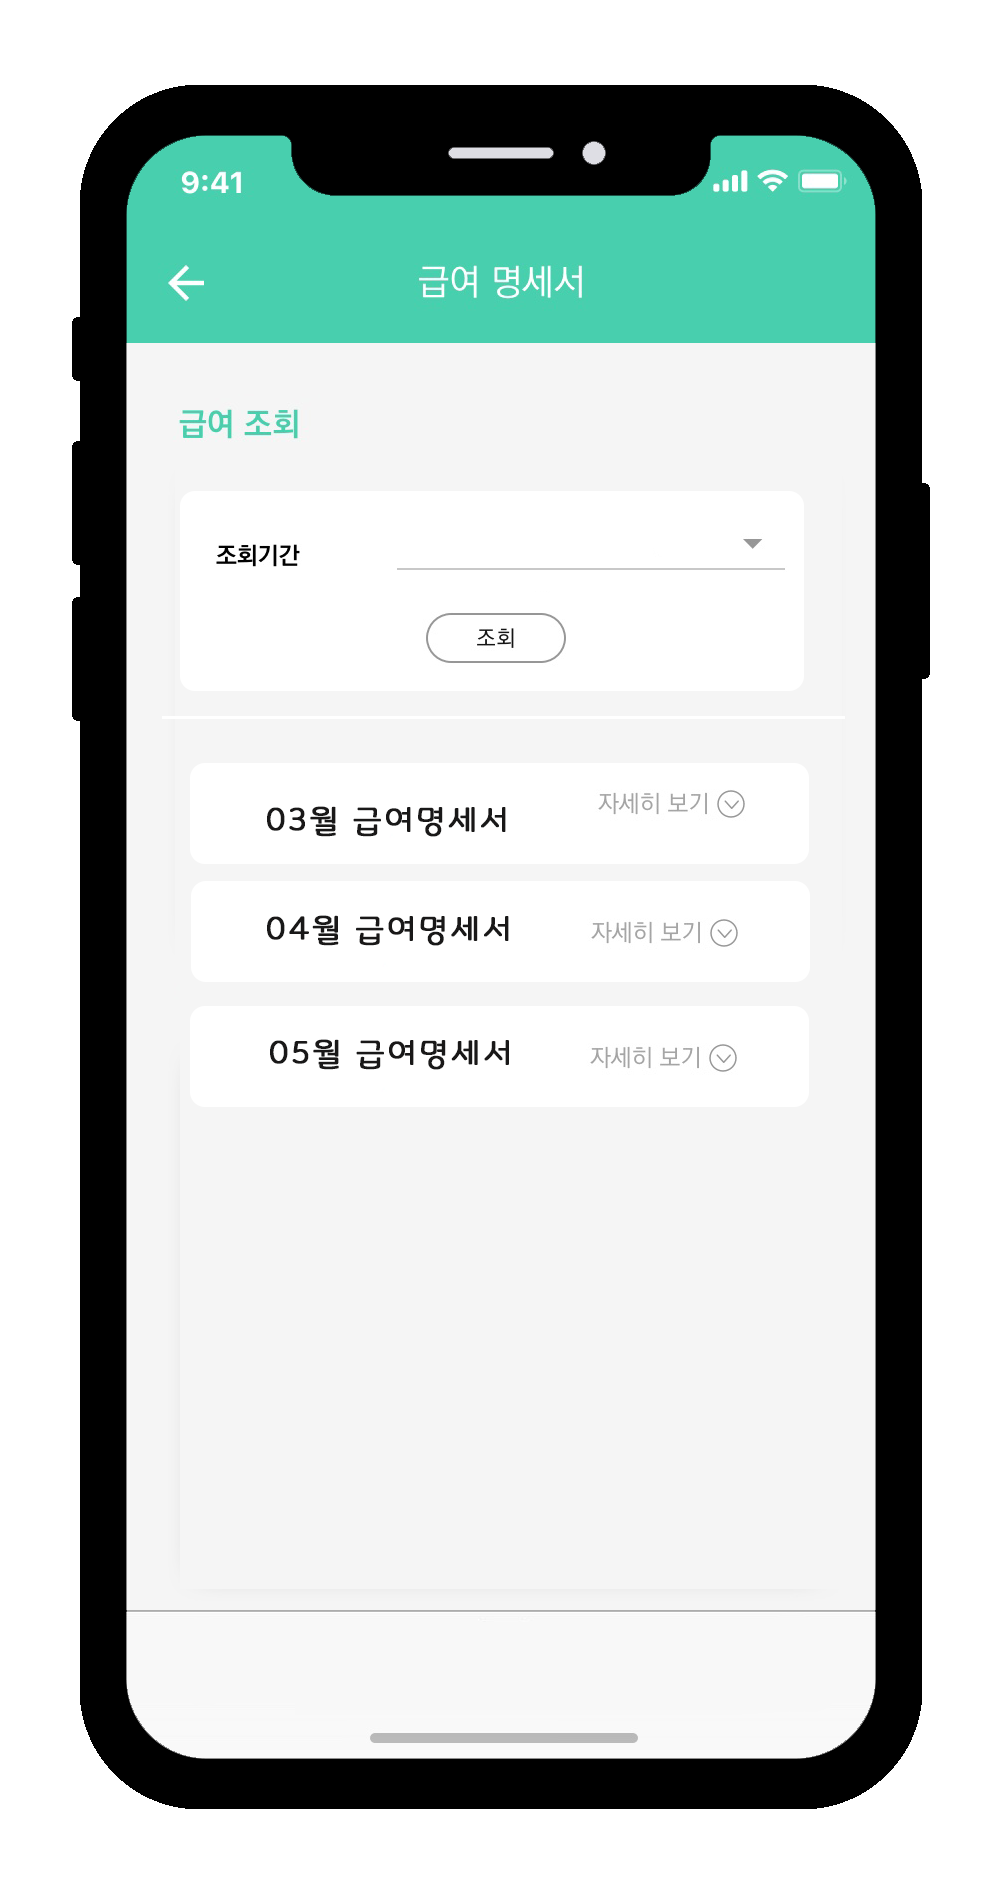 9:41
급여 명세서
급여 조회
조회기간
조회
03월 급여명세서 자세히 보기
04월 급여명세서 자세히 보기
05월 급여명세서 자세히 보기